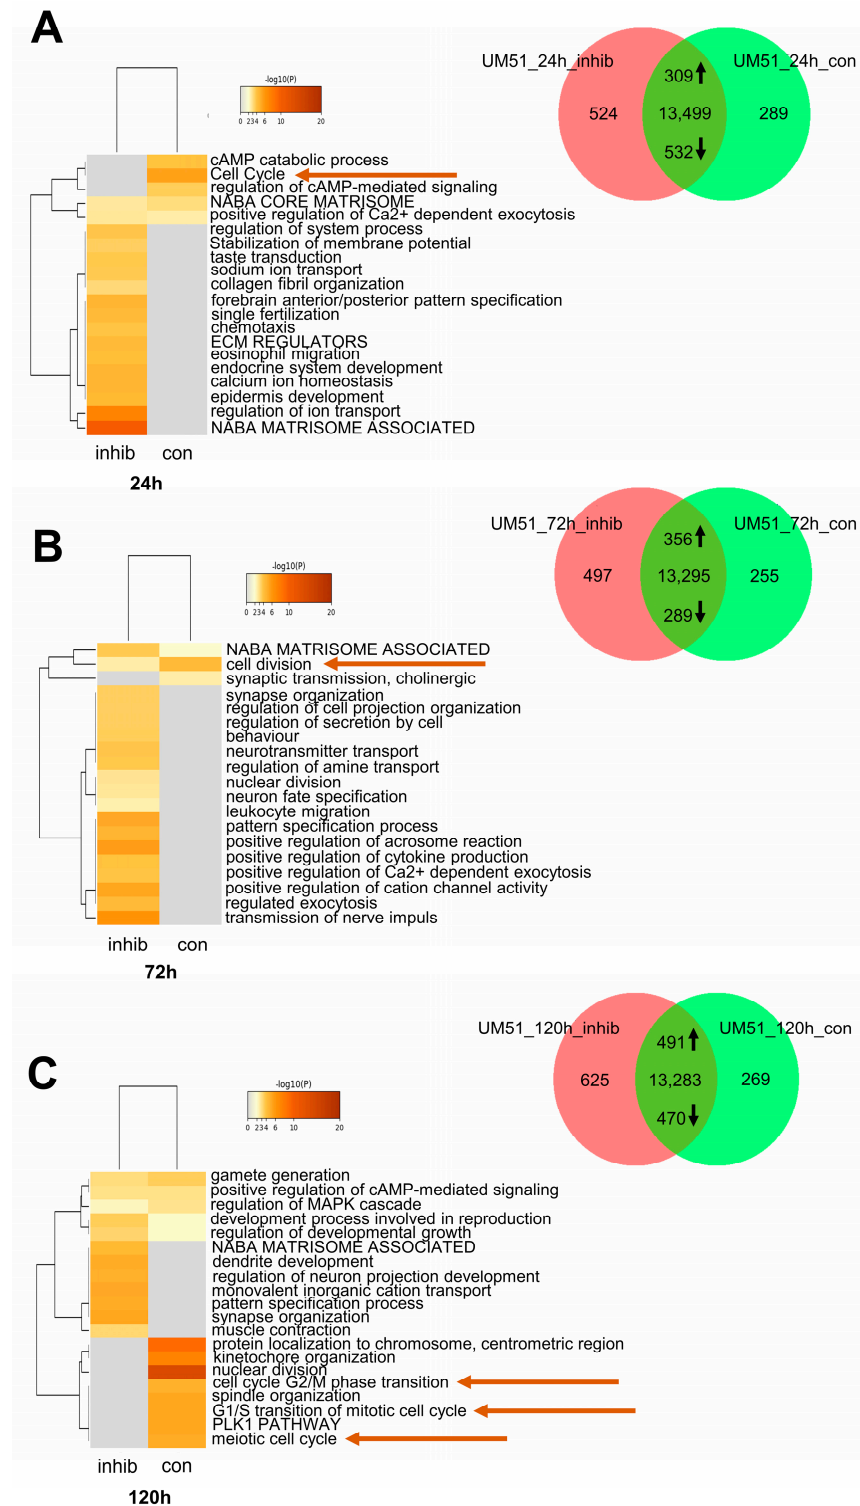 A
UM51_24h_inhib
UM51_24h_con
309
524
13,499
289
532
-log10(P)
0 2 3 4 6 10 20
cAMP catabolic process
Cell Cycle
regulation of cAMP-mediated signaling
NABA CORE MATRISOME
positive regulation of Ca2+ dependent exocytosis
regulation of system process
Stabilization of membrane potential
taste transduction
sodium ion transport
collagen fibril organization
forebrain anterior/posterior pattern specification
single fertilization
chemotaxis
ECM REGULATORS
eosinophil migration
endocrine system development
calcium ion homeostasis
epidermis development
regulation of ion transport
NABA MATRISOME ASSOCIATED
inhib con
24h
B
UM51_72h_inhib
UM51_72h_con
356
497
13,295
255
289
-log10(P)
0 2 3 4 6 10 20
NABA MATRISOME ASSOCIATED
cell division
synaptic transmission, cholinergic
synapse organization
regulation of cell projection organization
regulation of secretion by cell
behaviour
neurotransmitter transport
regulation of amine transport
nuclear division
neuron fate specification
leukocyte migration
pattern specification process
positive regulation of acrosome reaction
positive regulation of cytokine production
positive regulation of Ca2+ dependent exocytosis
positive regulation of cation channel activity
regulated exocytosis
transmission of nerve impuls
inhib con
72h
C
UM51_120h_inhib
UM51_120h_con
491
625
13,283
269
470
-log10(P)
0 2 3 4 6 10 20
gamete generation
positive regulation of cAMP-mediated signaling
regulation of MAPK cascade
development process involved in reproduction
regulation of developmental growth
NABA MATRISOME ASSOCIATED
dendrite development
regulation of neuron projection development
monovalent inorganic cation transport
pattern specification process
synapse organization
muscle contraction
protein localization to chromosome, centrometric region
kinetochore organization
nuclear division
cell cycle G2/M phase transition
spindle organization
G1/S transition of mitotic cell cycle
PLK1 PATHWAY
meiotic cell cycle
inhib con
120h